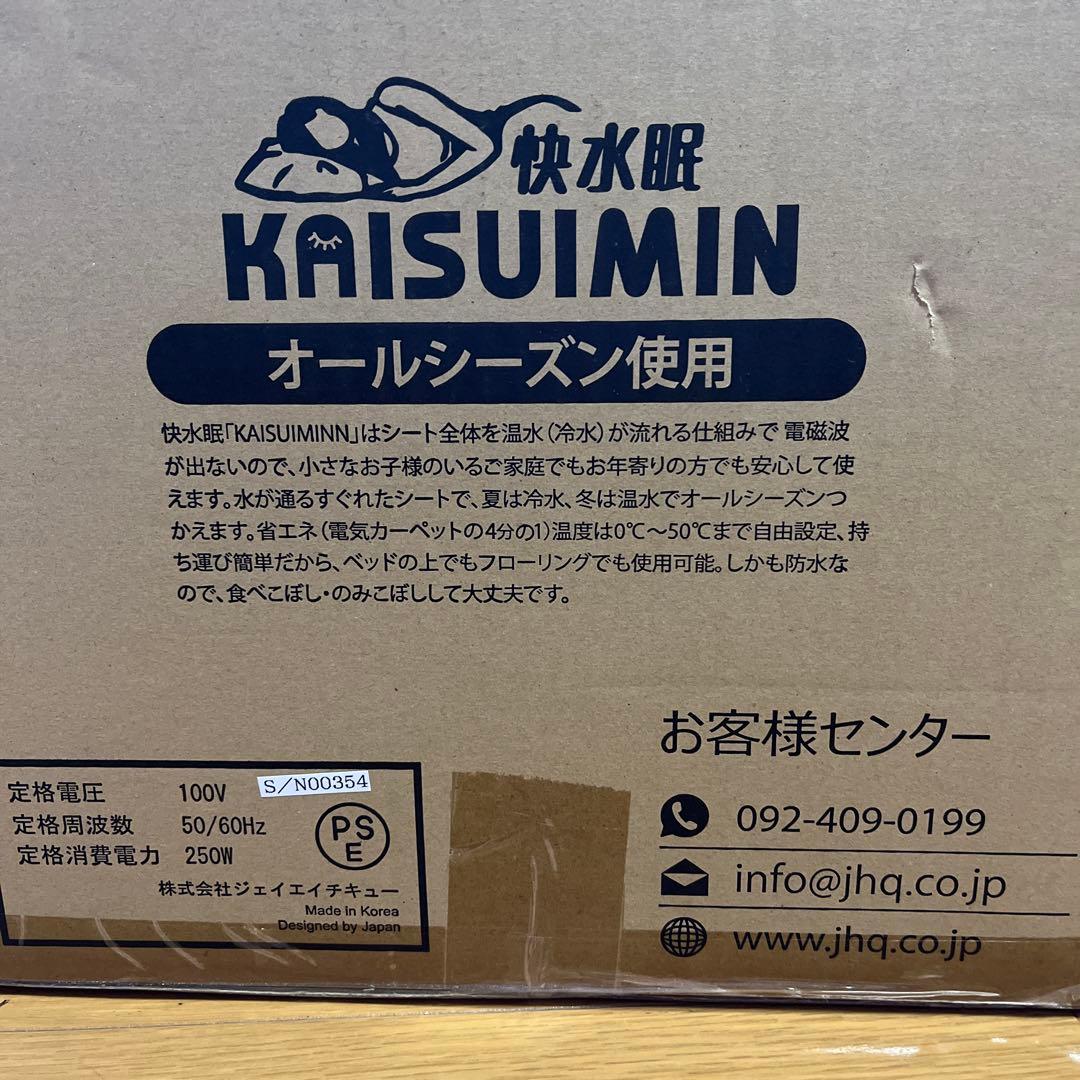 快水眠
KAISUIMIN
オールシーズン使用
快水眠「KAISUIMINN」はシート全体を温水(冷水)が流れる仕組みで 電磁波
が出ないので、小さなお子様のいるご家庭でもお年寄りの方でも安心して使
えます。水が通るすぐれたシートで、夏は冷水、冬は温水でオールシーズンつ
かえます。省エネ(電気カーペットの4分の1)温度は0℃〜50℃まで自由設定、持
ち運び簡単だから、ベッドの上でもフローリングでも使用可能。しかも防水な
ので、食べこぼし・のみこぼしして大丈夫です。
お客様センター
092-409-0199
info@jhq.co.jp
www.jhq.co.jp
定格電圧 100V S/N00354
定格周波数 50/60Hz
定格消費電力 250W
PSE
株式会社ジェイエイチキュー
Made in Korea
Designed by Japan